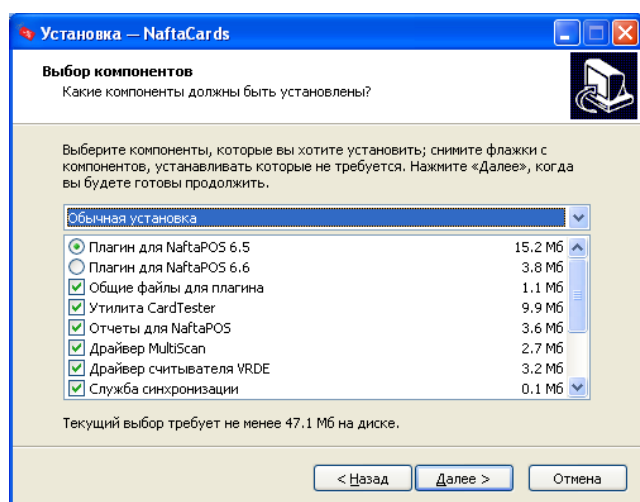 Установка — NaftaCards
Выбор компонентов
Какие компоненты должны быть установлены?
Выберите компоненты, которые вы хотите установить; снимите флажки с
компонентов, устанавливать которые не требуется. Нажмите «Далее», когда
вы будете готовы продолжить.
Обычная установка
Плагин для NaftaPOS 6.5 15.2 Мб
Плагин для NaftaPOS 6.6 3.8 Мб
Общие файлы для плагина 1.1 Мб
Утилита CardTester 9.9 Мб
Отчеты для NaftaPOS 3.6 Мб
Драйвер MultiScan 2.7 Мб
Драйвер считывателя VRDE 3.2 Мб
Служба синхронизации 0.1 Мб
Текущий выбор требует не менее 47.1 Мб на диске.
< Назад Далее > Отмена